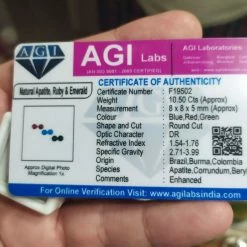 AGI
AGI Labs
(AN ISO 9001 : 2015 CERTIFIED)
AGI Laboratories
CERTIFICATE OF AUTHENTICITY
Natural Apatite, Ruby & Emerald
Approx Digital Photo
Magnification 1x
Certificate Number : F19502
Weight : 10.50 Cts (Approx)
Measurement : 8 x 8 x 5 mm (Approx)
Colour : Blue,Red,Green
Shape and Cut : Round Cut
Optic Character : DR
Refractive Index : 1.54-1.76
Specific Gravity : 2.71-3.99
Origin : Brazil,Burma,Colombia
Species : Apatite,Corrundum,Beryl
Comments : Enhanced
For Online Verification Visit: www.agilabsindia.com